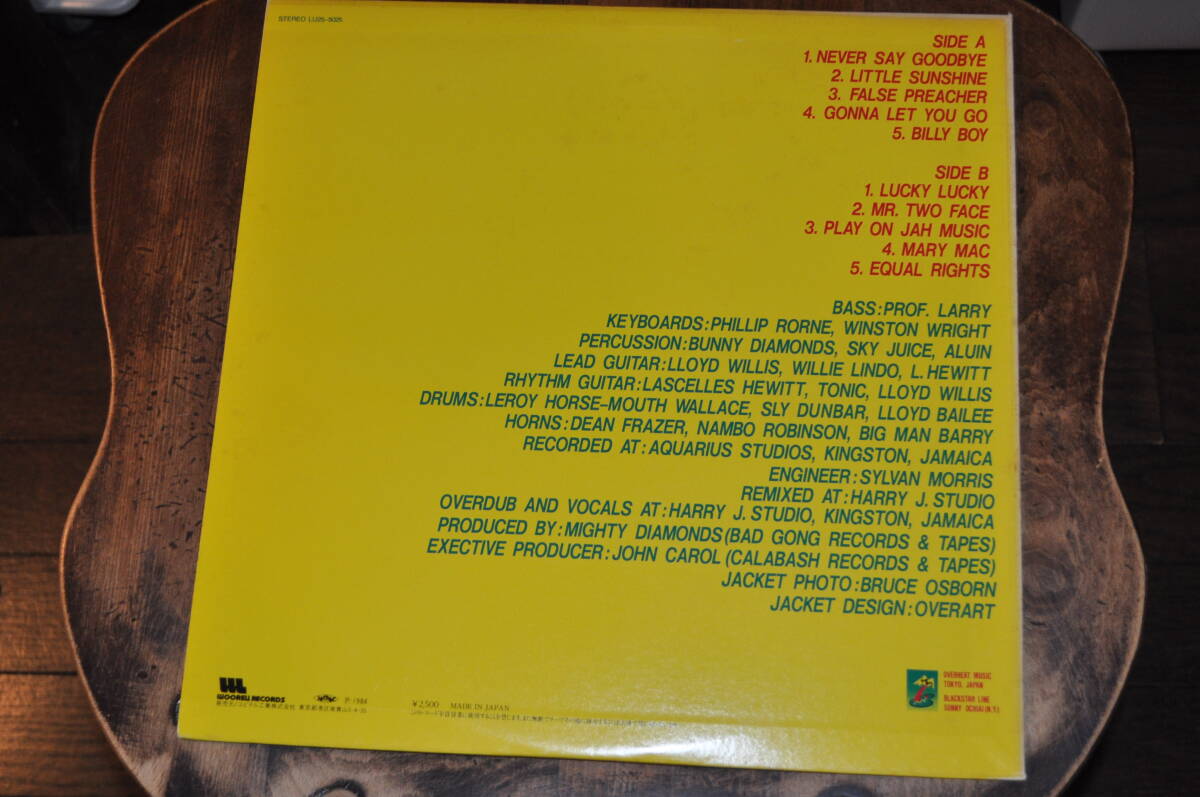 STEREO LU25-5025
SIDE A
1. NEVER SAY GOODBYE
2. LITTLE SUNSHINE
3. FALSE PREACHER
4. GONNA LET YOU GO
5. BILLY BOY
SIDE B
1. LUCKY LUCKY
2. MR. TWO FACE
3. PLAY ON JAH MUSIC
4. MARY MAC
5. EQUAL RIGHTS
BASS:PROF. LARRY
KEYBOARDS:PHILLIP RORNE, WINSTON WRIGHT
PERCUSSION:BUNNY DIAMONDS, SKY JUICE, ALUIN
LEAD GUITAR:LLOYD WILLIS, WILLIE LINDO, L.HEWITT
RHYTHM GUITAR:LASCELLES HEWITT, TONIC, LLOYD WILLIS
DRUMS:LEROY HORSE-MOUTH WALLACE, SLY DUNBAR, LLOYD BAILEE
HORNS:DEAN FRAZER, NAMBO ROBINSON, BIG MAN BARRY
RECORDED AT:AQUARIUS STUDIOS, KINGSTON, JAMAICA
ENGINEER:SYLVAN MORRIS
REMIXED AT:HARRY J. STUDIO
OVERDUB AND VOCALS AT:HARRY J. STUDIO, KINGSTON, JAMAICA
PRODUCED BY:MIGHTY DIAMONDS(BAD GONG RECORDS & TAPES)
EXECTIVE PRODUCER:JOHN CAROL(CALABASH RECORDS & TAPES)
JACKET PHOTO:BRUCE OSBORN
JACKET DESIGN:OVERART
OVERHEAT MUSIC
TOKYO, JAPAN
BLACKSTAR LINE
SUNNY OCHIAI(N.Y)
WOORELL RECORDS
℗ 1984
¥2,500 MADE IN JAPAN